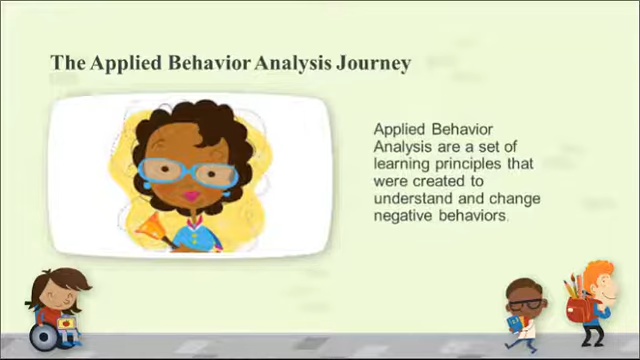 The Applied Behavior Analysis Journey
Applied Behavior
Analysis are a set of
learning principles that
were created to
understand and change
negative behaviors.